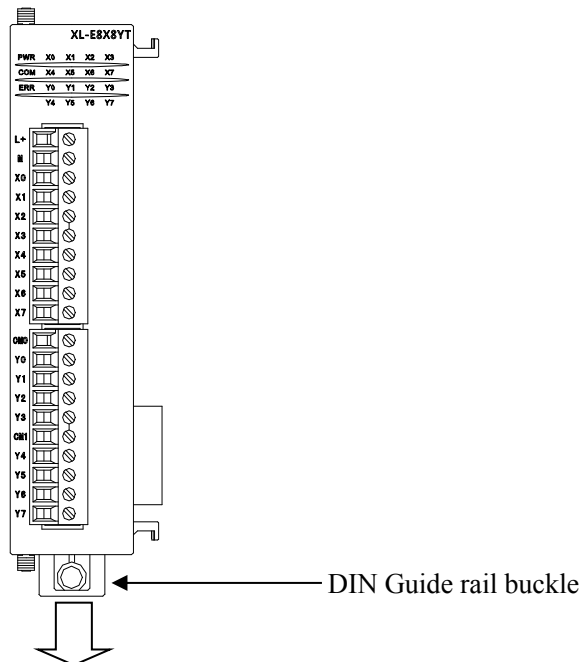 XL-E8X8YT
PWR X0 X1 X2 X3
COM X4 X5 X6 X7
ERR Y0 Y1 Y2 Y3
Y4 Y5 Y6 Y7
L+
M
X0
X1
X2
X3
X4
X5
X6
X7
CM0
Y0
Y1
Y2
Y3
CM1
Y4
Y5
Y6
Y7
DIN Guide rail buckle